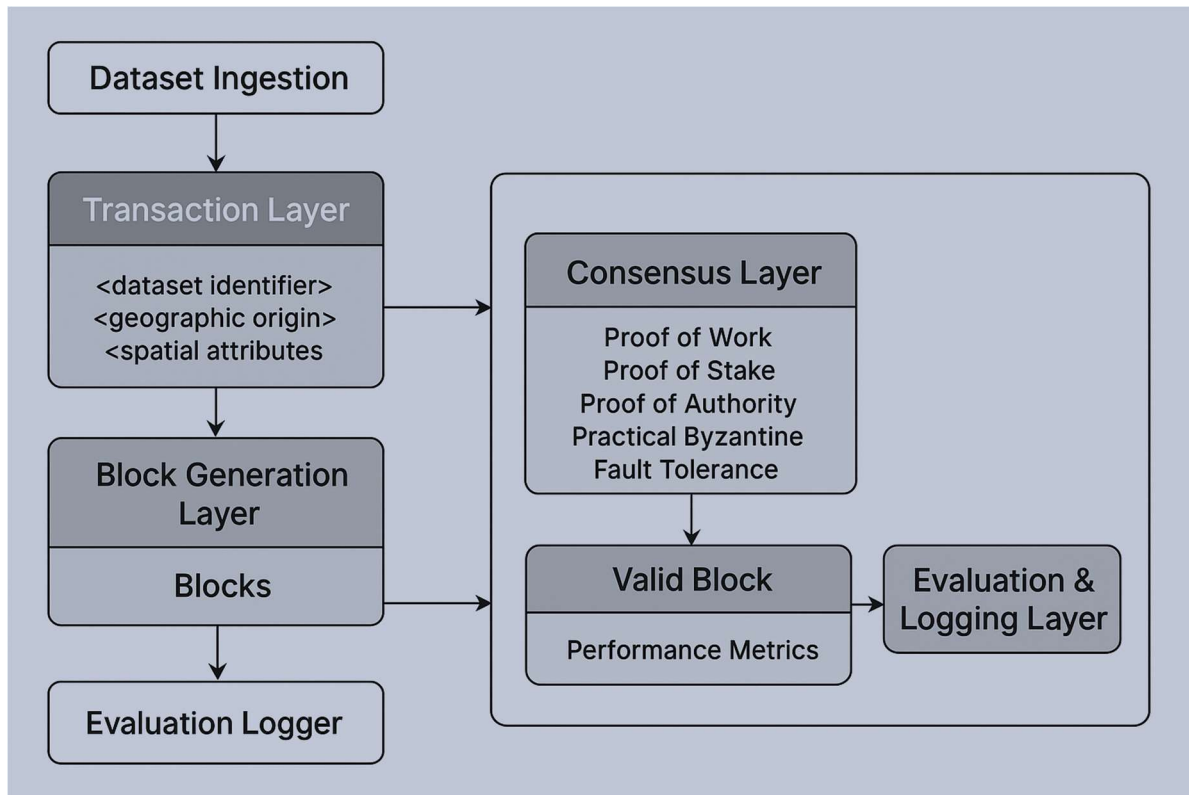 Dataset Ingestion
Transaction Layer
<dataset identifier>
<geographic origin>
<spatial attributes
Block Generation
Layer
Blocks
Evaluation Logger
Consensus Layer
Proof of Work
Proof of Stake
Proof of Authority
Practical Byzantine
Fault Tolerance
Valid Block
Performance Metrics
Evaluation &
Logging Layer